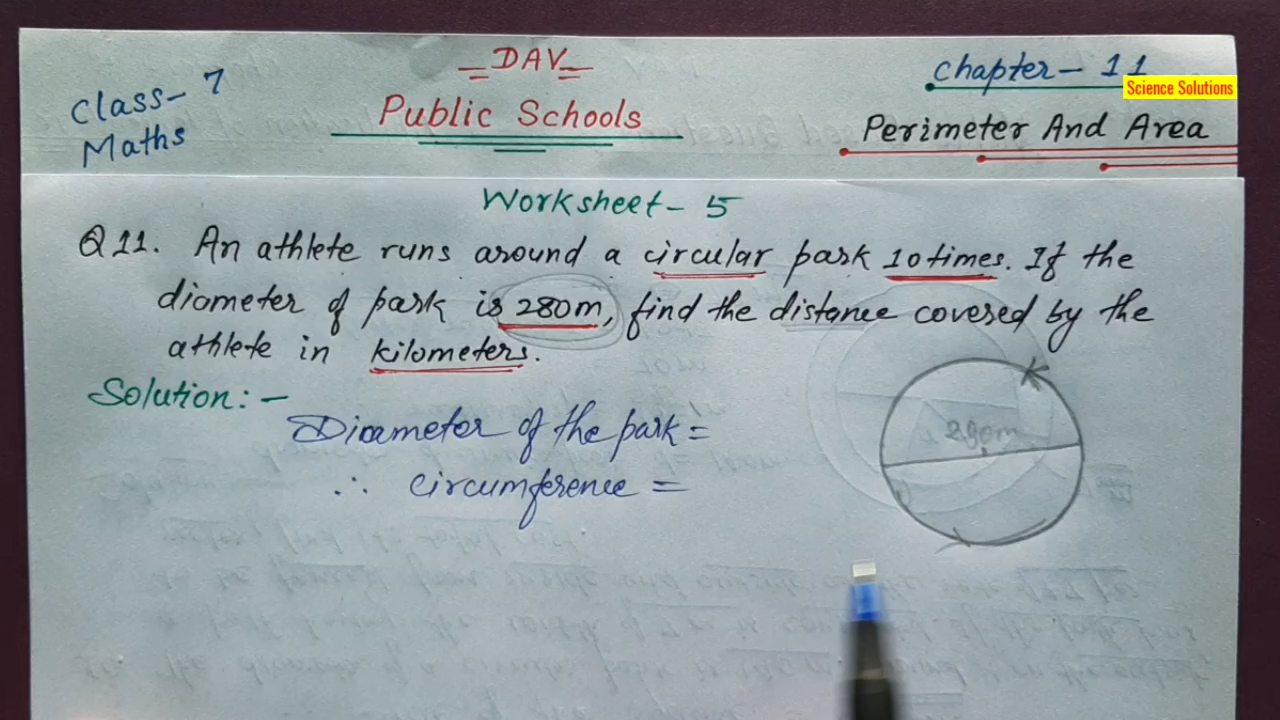 DAV
Class- 7
Maths
Public Schools
Chapter- 11
Science Solutions
Perimeter And Area
Worksheet- 5
Q11. An athlete runs around a circular park 10 times. If the
diameter of park is 280m, find the distance covered by the
athlete in kilometers.
Solution:-
Diameter of the park =
∴ circumference =
280m